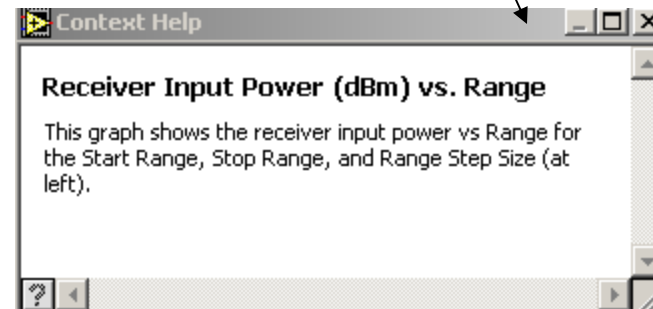 Context Help
Receiver Input Power (dBm) vs. Range
This graph shows the receiver input power vs Range for
the Start Range, Stop Range, and Range Step Size (at
left).
?